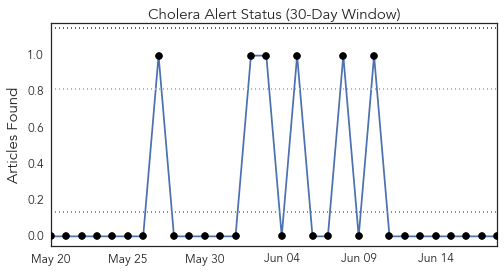 Cholera Alert Status (30-Day Window)
Articles Found
1.0
0.8
0.6
0.4
0.2
0.0
May 20 May 25 May 30 Jun 04 Jun 09 Jun 14